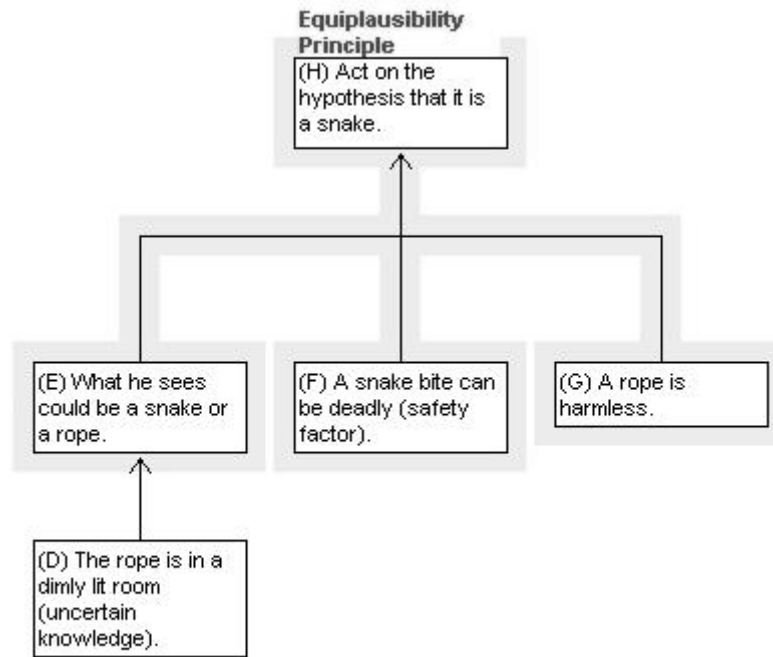 Equiplausibility
Principle
(H) Act on the
hypothesis that it is
a snake.
(E) What he sees
could be a snake or
a rope.
(F) A snake bite can
be deadly (safety
factor).
(G) A rope is
harmless.
(D) The rope is in a
dimly lit room
(uncertain
knowledge).